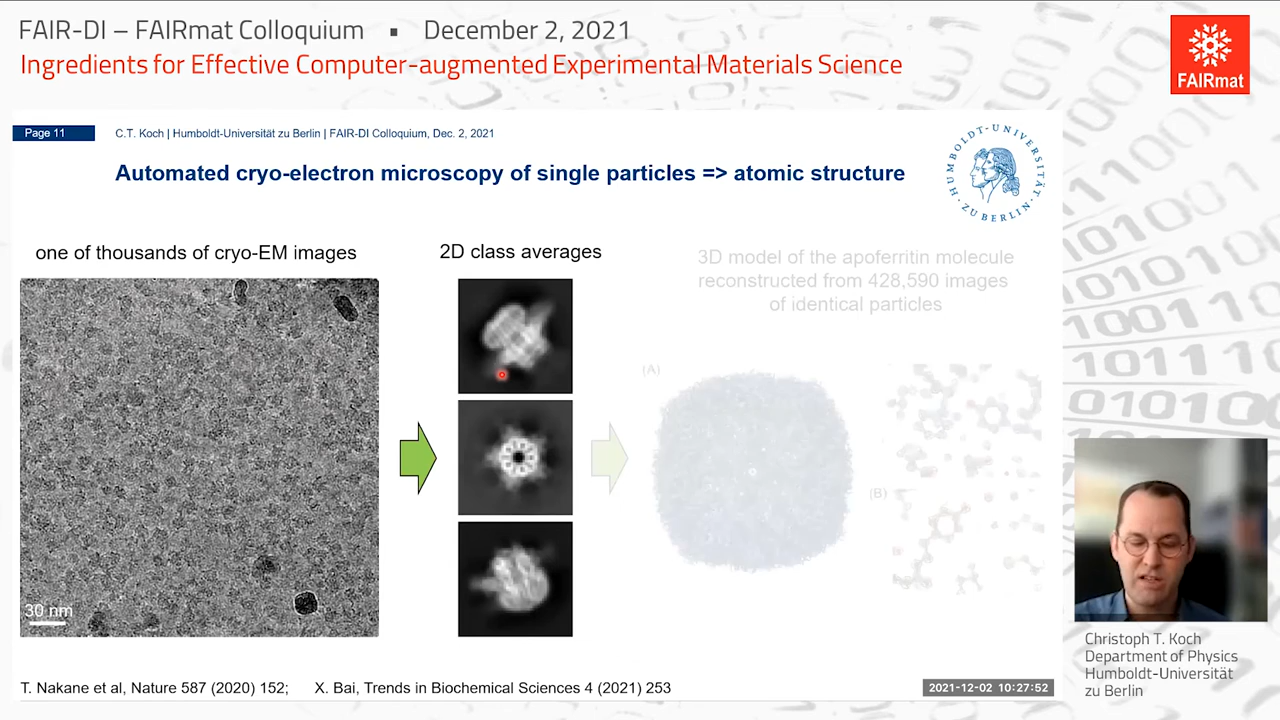 FAIR-DI – FAIRmat Colloquium ▪ December 2, 2021
Ingredients for Effective Computer-augmented Experimental Materials Science
FAIRmat
Page 11
C.T. Koch | Humboldt-Universität zu Berlin | FAIR-DI Colloquium, Dec. 2, 2021
Automated cryo-electron microscopy of single particles => atomic structure
HUMBOLDT-UNIVERSITÄT ZU BERLIN
one of thousands of cryo-EM images
2D class averages
3D model of the apoferritin molecule
reconstructed from 428,590 images
of identical particles
(A)
(B)
30 nm
T. Nakane et al, Nature 587 (2020) 152; X. Bai, Trends in Biochemical Sciences 4 (2021) 253
2021-12-02 10:27:52
Christoph T. Koch
Department of Physics
Humboldt-Universität
zu Berlin